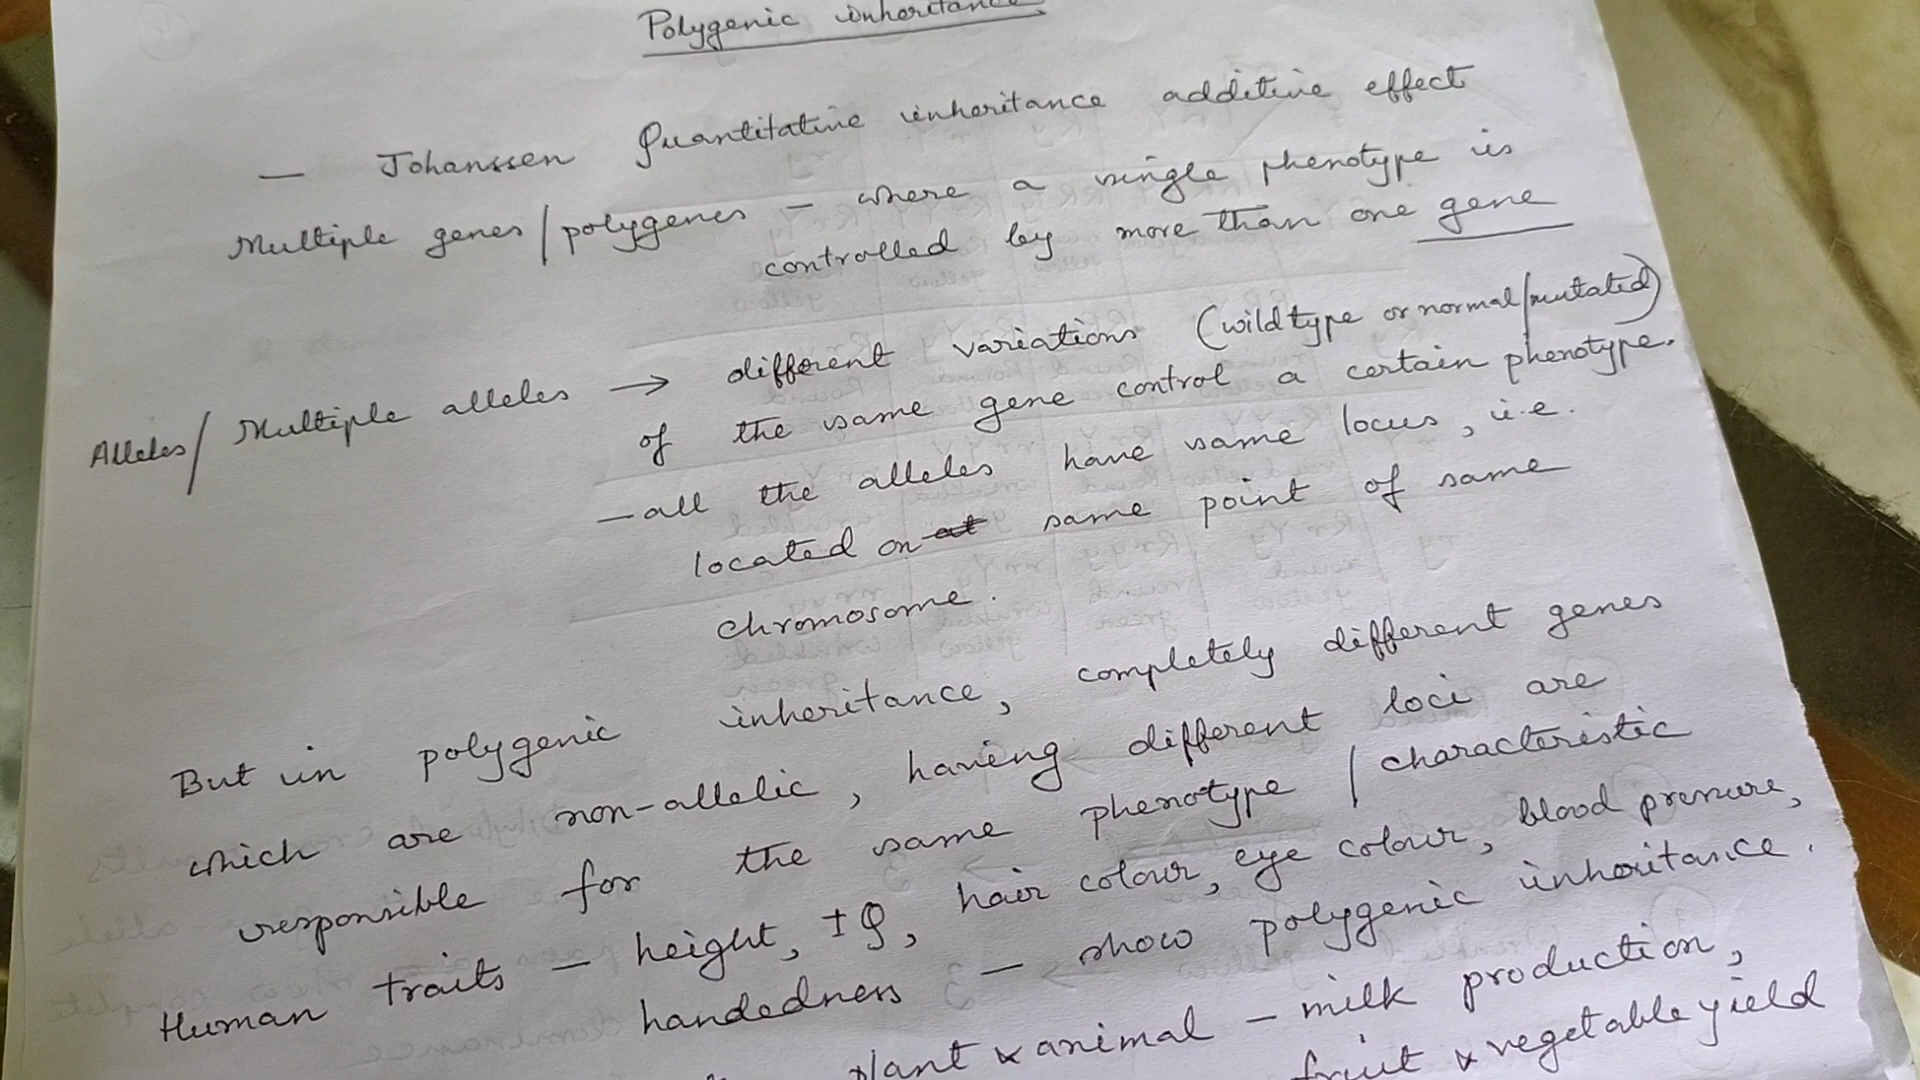 Polygenic inheritance.
— Johanssen Quantitative inheritance additive effect
Multiple genes/polygenes – where a single phenotype is
controlled by more than one gene
Alleles/Multiple alleles → different variations (wild type or normal/mutated)
of the same gene control a certain phenotype.
— all the alleles have same locus, i.e.
located on at same point of same
chromosome.
But in polygenic inheritance, completely different genes
which are non-allelic, having different loci are
responsible for the same phenotype/characteristic
Human traits – height, IQ, hair colour, eye colour, blood pressure,
handedness – show polygenic inheritance.
plant & animal – milk production,
fruit & vegetable yield